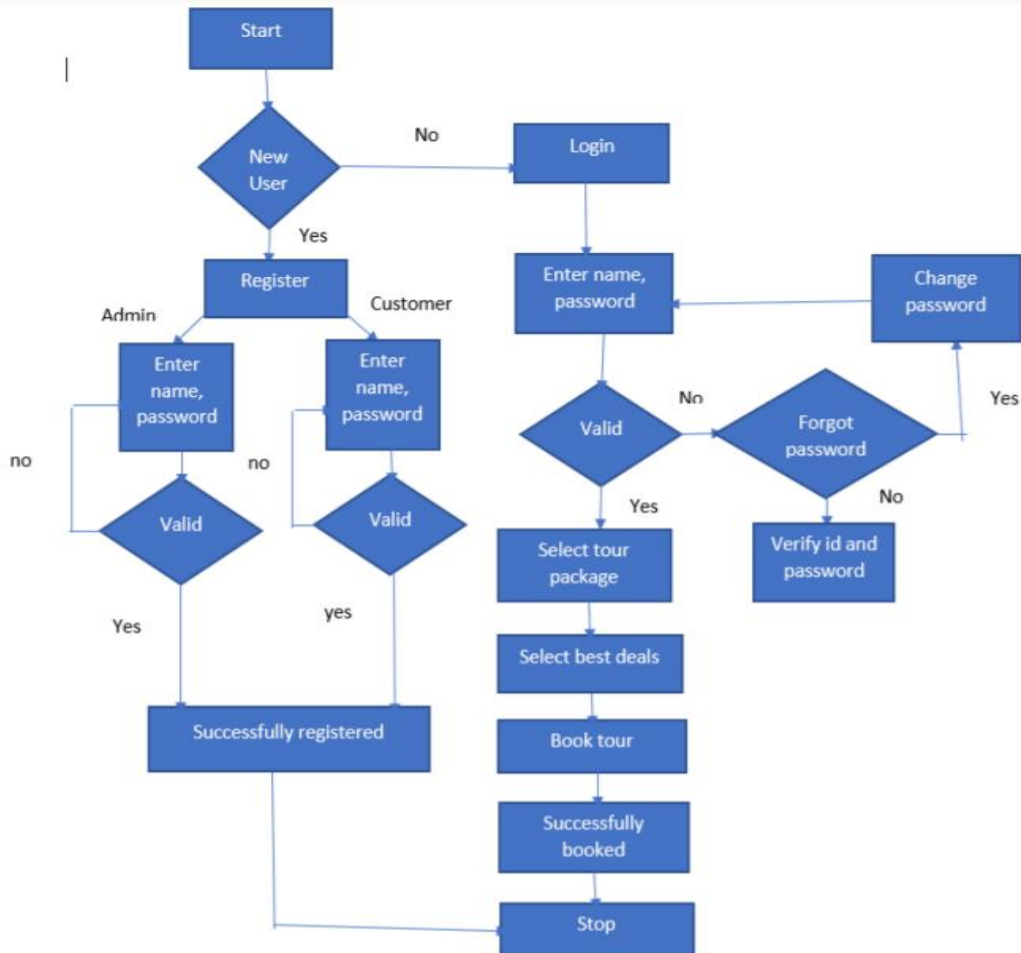 Start
New
User
No
Login
Yes
Register
Enter name,
password
Change
password
Admin
Customer
Enter
name,
password
Enter
name,
password
no
no
Valid
Valid
Valid
No
Forgot
password
Yes
No
Yes
Select tour
package
Verify id and
password
Yes
yes
Select best deals
Successfully registered
Book tour
Successfully
booked
Stop